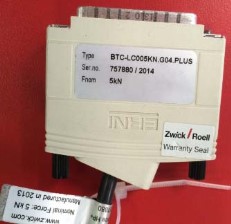 Type BTC-LC005KN.G04.PLUS
Ser.no. 757880 / 2014
Fnom 5kN
ERNI
Zwick / Roell
Warranty Seal
Manufactured in 2013
Nominal Force: kN
www.zwick.com